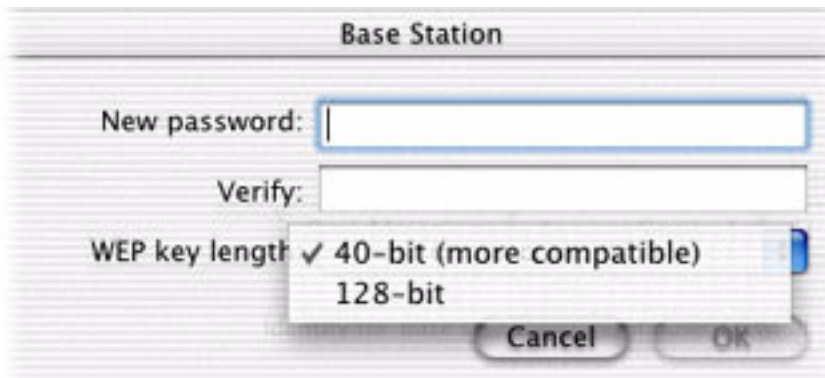 Base Station
New password:
Verify:
WEP key length
✓ 40-bit (more compatible)
128-bit
Cancel OK